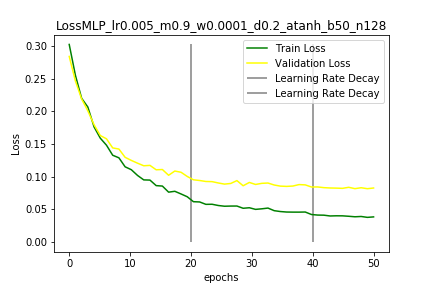 LossMLP_lr0.005_m0.9_w0.0001_d0.2_atanh_b50_n128
Train Loss
Validation Loss
Learning Rate Decay
Learning Rate Decay
Loss
0.30
0.25
0.20
0.15
0.10
0.05
0.00
0 10 20 30 40 50
epochs